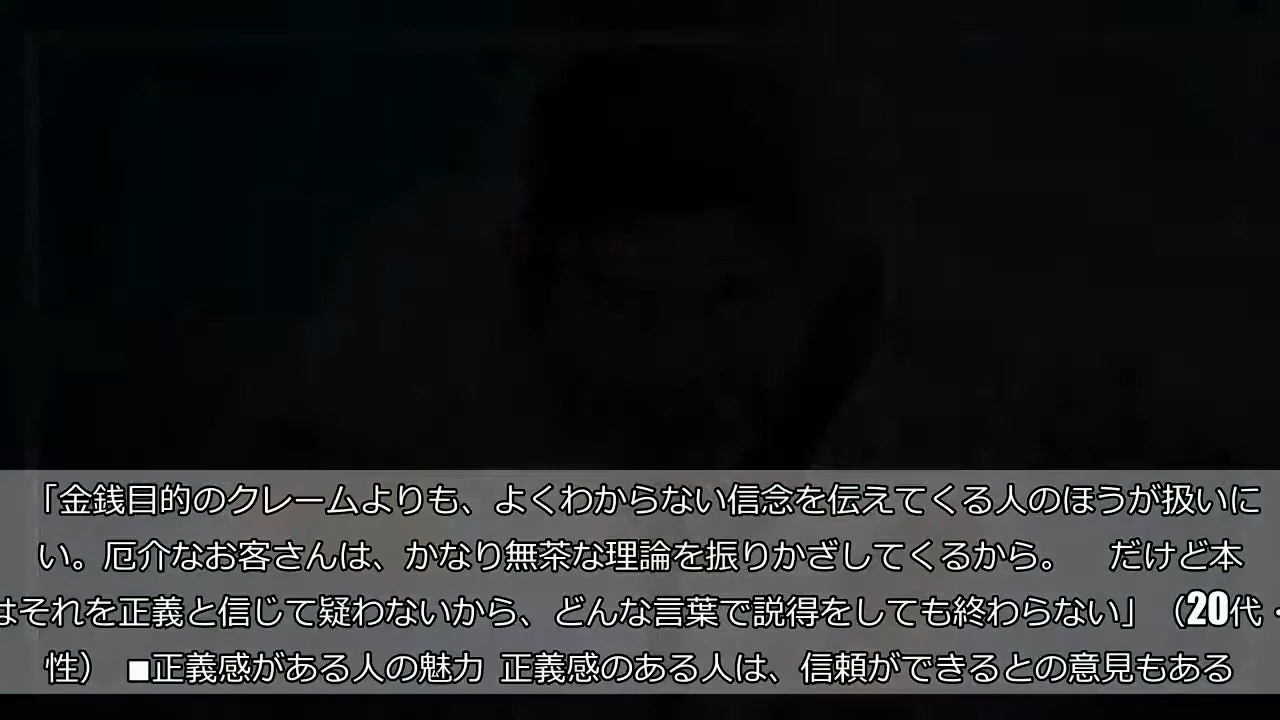 「金銭目的のクレームよりも、よくわからない信念を伝えてくる人のほうが扱いに
い。厄介なお客さんは、かなり無茶な理論を振りかざしてくるから。　だけど本
はそれを正義と信じて疑わないから、どんな言葉で説得をしても終わらない」（20代・
性） ■正義感がある人の魅力 正義感のある人は、信頼ができるとの意見もある